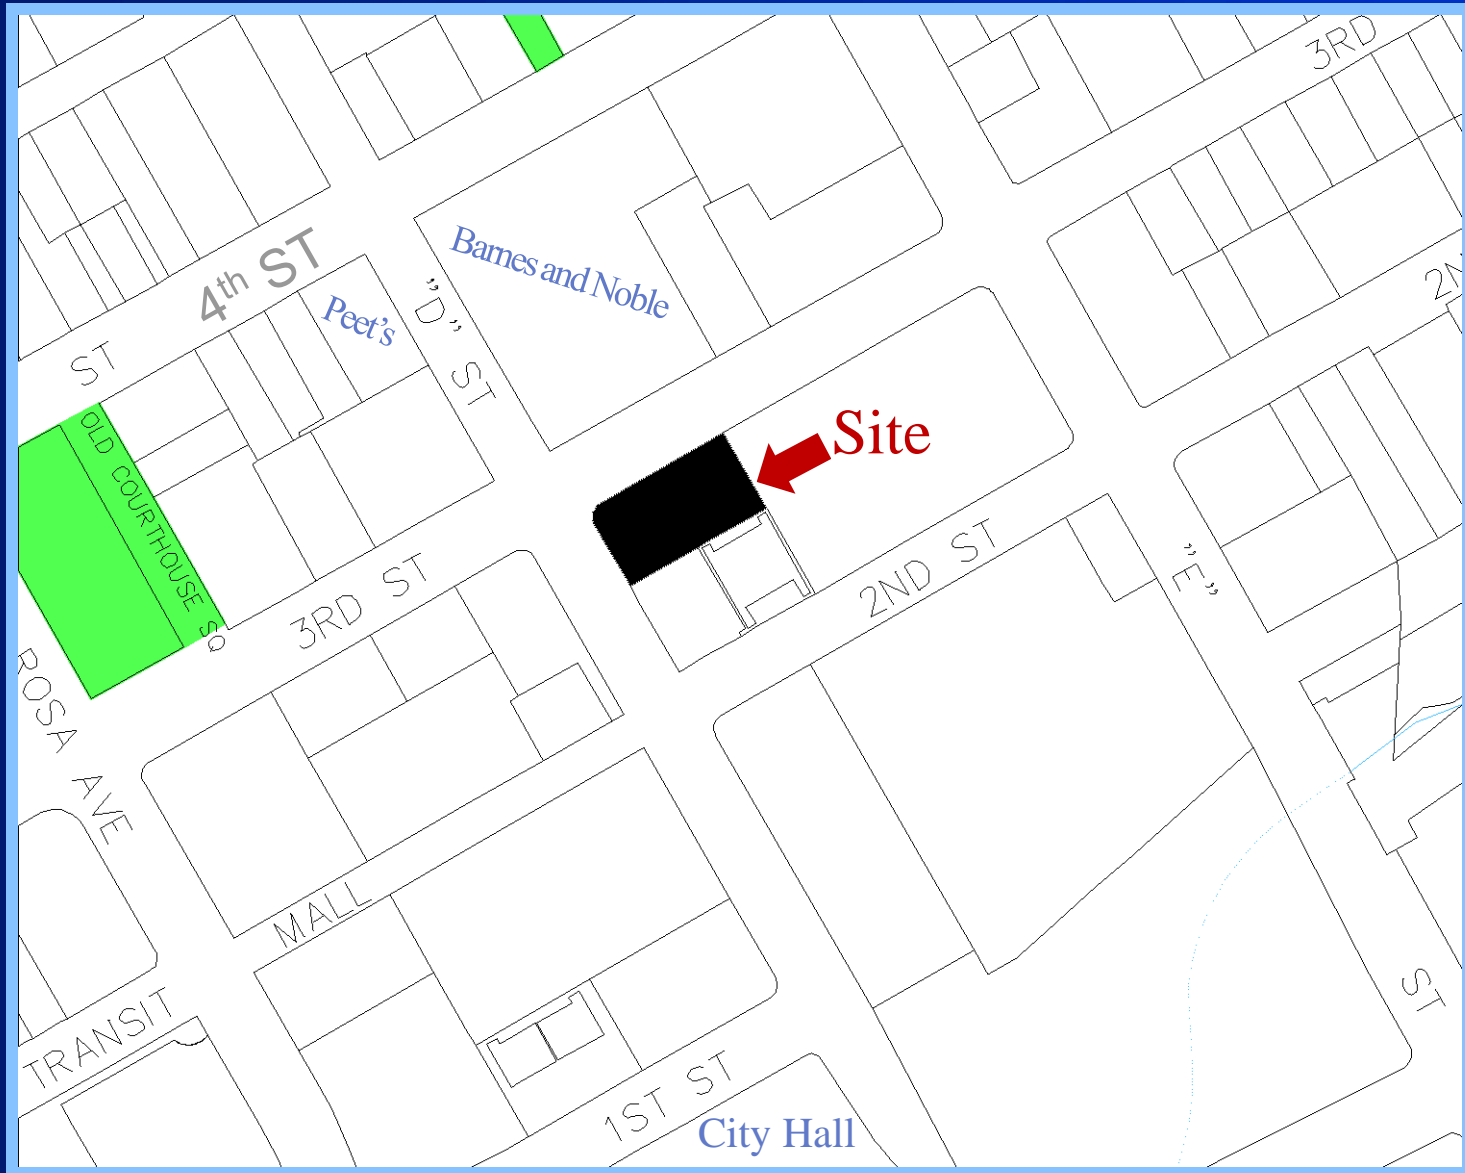 3RD
4th ST
Barnes and Noble
"D" ST
Peet's
2N
ST
OLD COURTHOUSE SQ
Site
3RD ST
2ND ST
"E"
ROSA AVE
MALL
ST
TRANSIT
1ST ST
City Hall